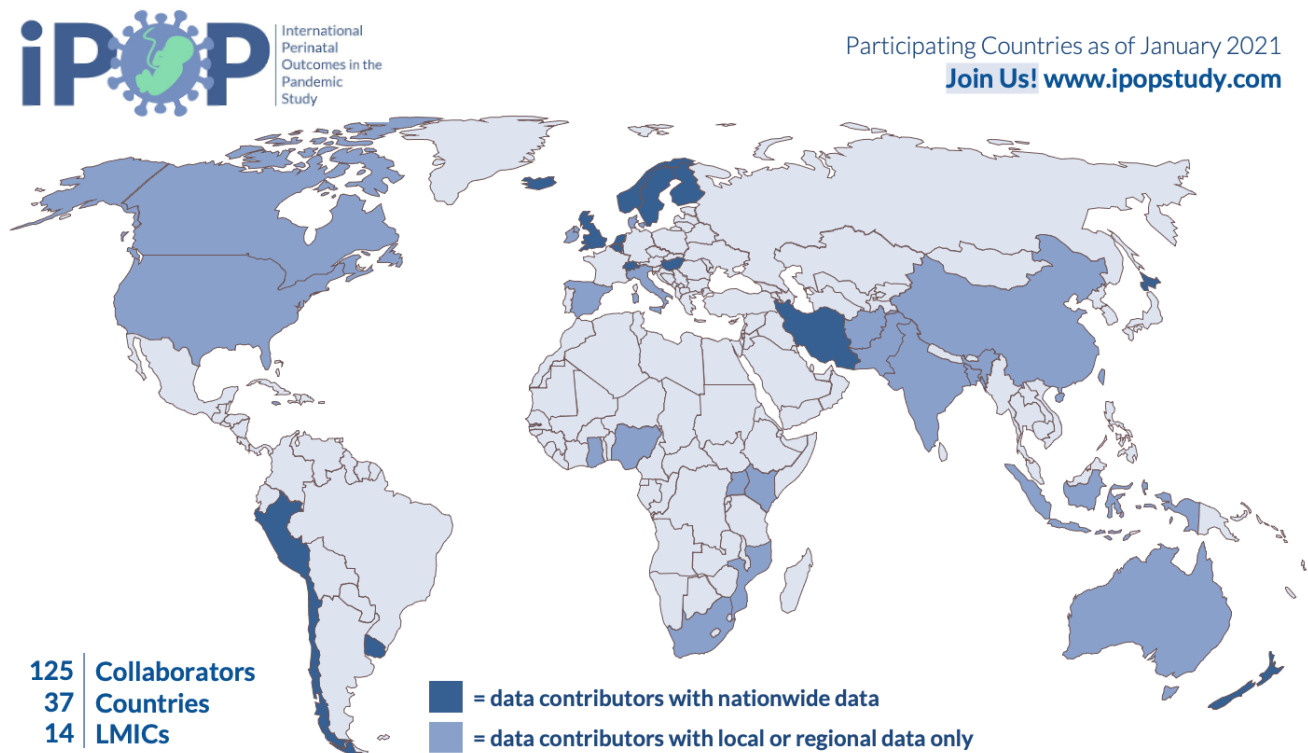 iPOP
International
Perinatal
Outcomes in the
Pandemic
Study
Participating Countries as of January 2021
Join Us! www.ipopstudy.com
125 Collaborators
37 Countries
14 LMICs
= data contributors with nationwide data
= data contributors with local or regional data only